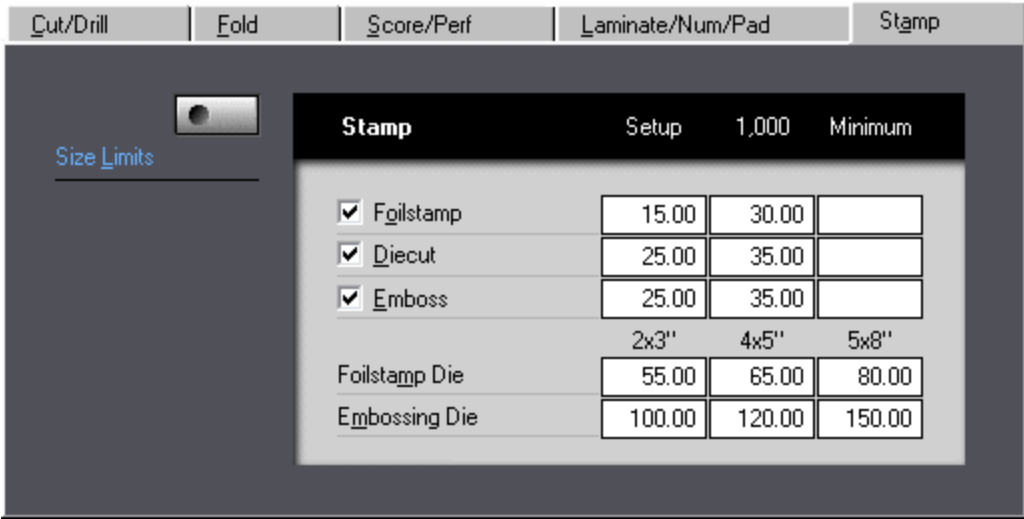 Cut/Drill Fold Score/Perf Laminate/Num/Pad Stamp
Size Limits
Stamp Setup 1,000 Minimum
Foilstamp 15.00 30.00
Diecut 25.00 35.00
Emboss 25.00 35.00
2x3" 4x5" 5x8"
Foilstamp Die 55.00 65.00 80.00
Embossing Die 100.00 120.00 150.00